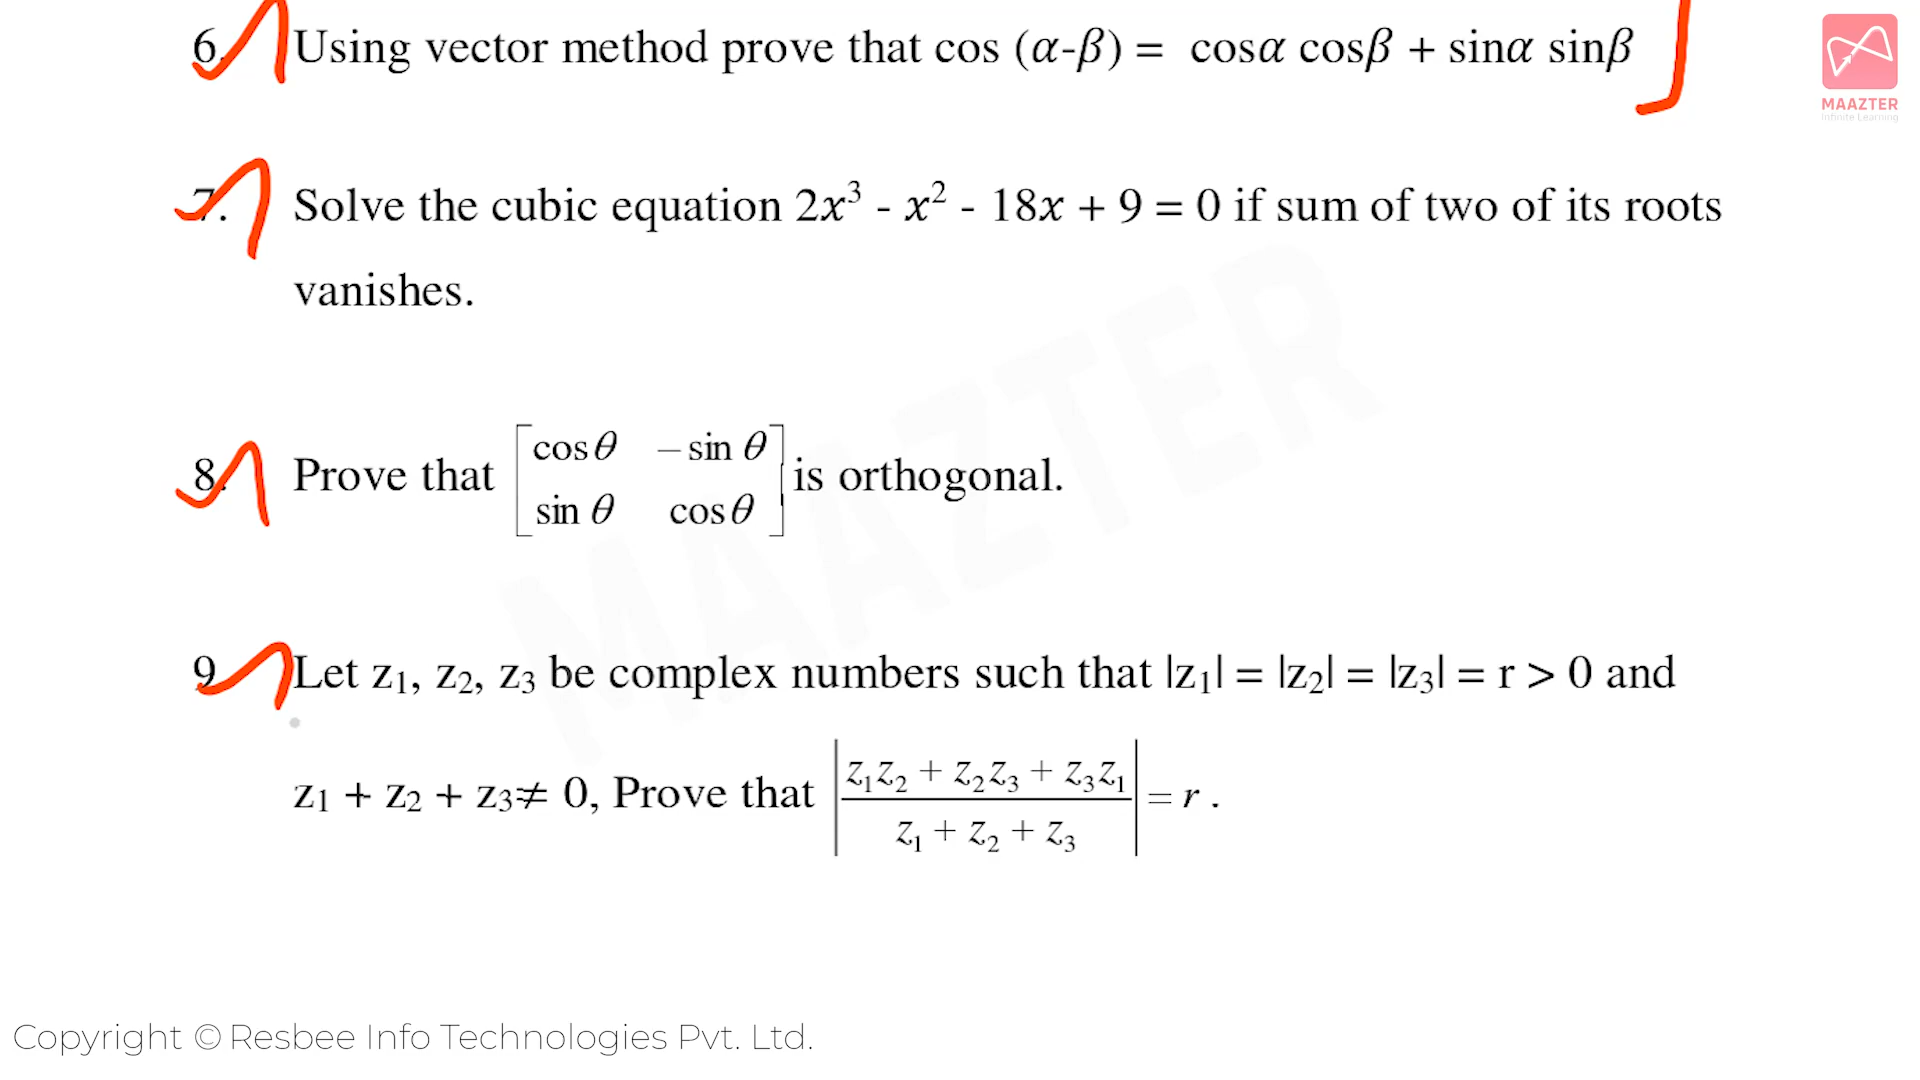 6. Using vector method prove that cos (α-β) = cosα cosβ + sinα sinβ
MAAZTER
Infinite Learning
7. Solve the cubic equation 2x³ - x² - 18x + 9 = 0 if sum of two of its roots
vanishes.
8. Prove that [cosθ −sin θ
sin θ cosθ] is orthogonal.
MAAZTER
9 Let z₁, z₂, z₃ be complex numbers such that |z₁| = |z₂| = |z₃| = r > 0 and
z₁ + z₂ + z₃ ≠ 0, Prove that |z₁z₂ + z₂z₃ + z₃z₁ / z₁ + z₂ + z₃| = r .
Copyright © Resbee Info Technologies Pvt. Ltd.